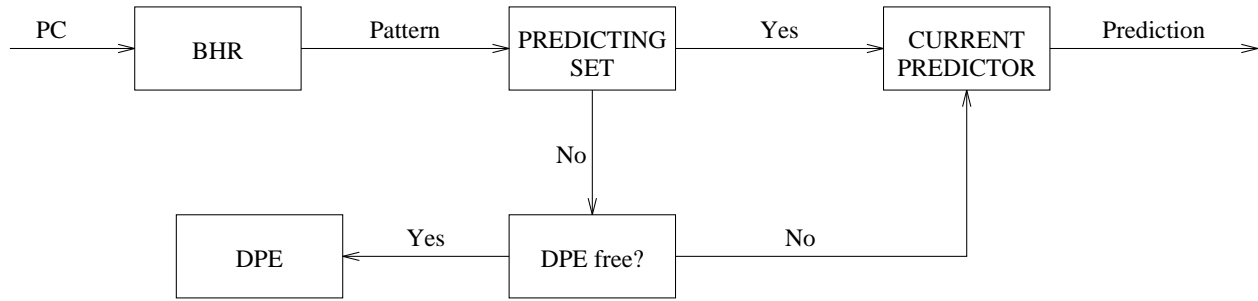 PC
BHR
Pattern
PREDICTING
SET
Yes
CURRENT
PREDICTOR
Prediction
No
DPE
Yes
DPE free?
No